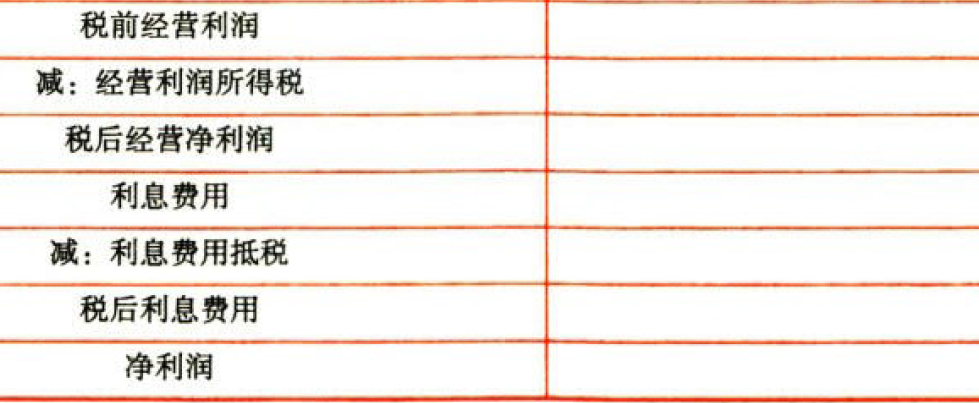 税前经营利润
减：经营利润所得税
税后经营净利润
利息费用
减：利息费用抵税
税后利息费用
净利润